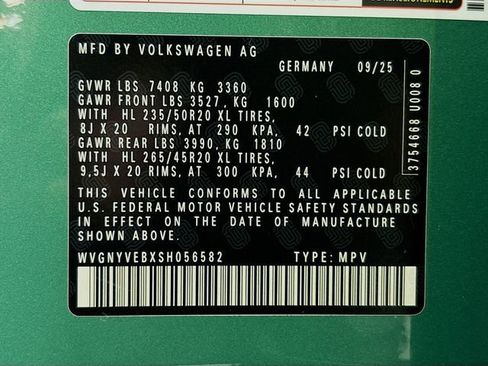 MFD BY VOLKSWAGEN AG
GERMANY 09/25
GVWR LBS 7408 KG 3360
GAWR FRONT LBS 3527, KG 1600
WITH HL 235/50R20 XL TIRES,
8J X 20 RIMS, AT 290 KPA, 42 PSI COLD
GAWR REAR LBS 3990, KG 1810
WITH HL 265/45R20 XL TIRES,
9,5J X 20 RIMS, AT 300 KPA, 44 PSI COLD
THIS VEHICLE CONFORMS TO ALL APPLICABLE
U.S. FEDERAL MOTOR VEHICLE SAFETY STANDARDS
IN EFFECT ON THE DATE OF MANUFACTURE
SHOWN ABOVE.
WVGNYVEBXSH056582 TYPE: MPV
3754668 U008 0